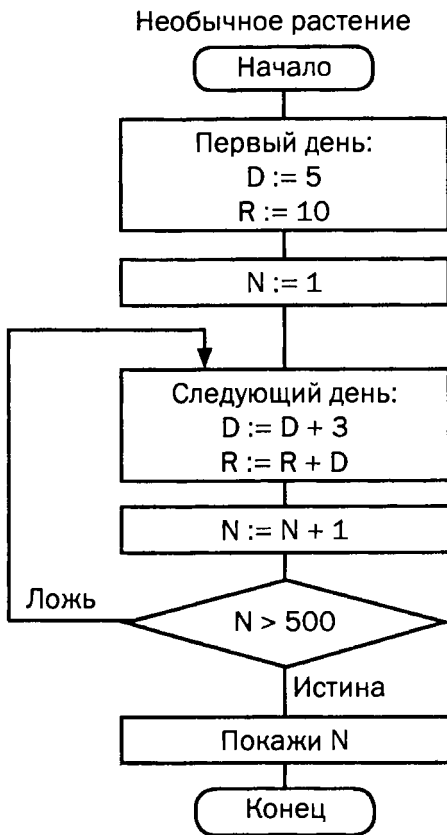 Необычное растение
Начало
Первый день:
D := 5
R := 10
N := 1
Следующий день:
D := D + 3
R := R + D
N := N + 1
Ложь
N > 500
Истина
Покажи N
Конец